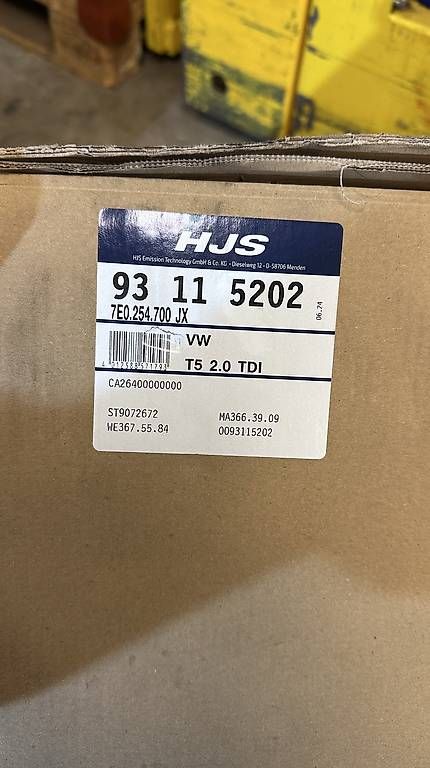 HJS
HJS Emission Technology GmbH & Co. KG • Dieselweg 12 • D-58706 Menden
93 11 5202
7E0.254.700 JX
06.24
VW
T5 2.0 TDI
CA26400000000
ST9072672 MA366.39.09
WE367.55.84 0093115202